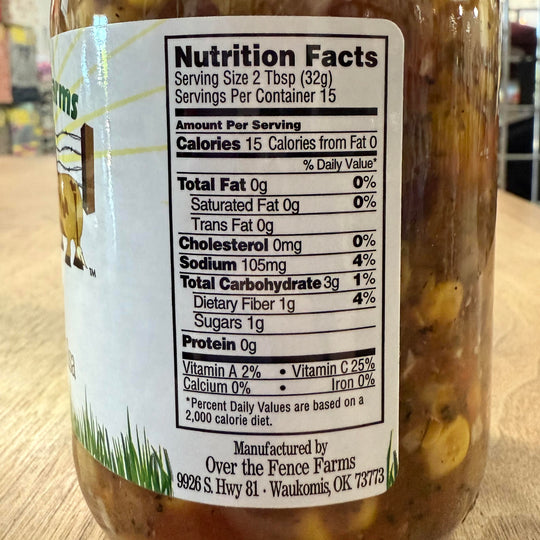 Nutrition Facts
Serving Size 2 Tbsp (32g)
Servings Per Container 15
Amount Per Serving
Calories 15 Calories from Fat 0
% Daily Value*
Total Fat 0g 0%
Saturated Fat 0g 0%
Trans Fat 0g
Cholesterol 0mg 0%
Sodium 105mg 4%
Total Carbohydrate 3g 1%
Dietary Fiber 1g 4%
Sugars 1g
Protein 0g
Vitamin A 2% • Vitamin C 25%
Calcium 0% • Iron 0%
*Percent Daily Values are based on a
2,000 calorie diet.
Manufactured by
Over the Fence Farms
9926 S. Hwy 81 · Waukomis, OK 73773
TM